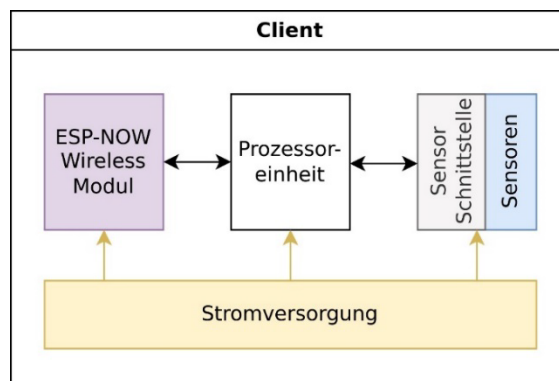 Client
ESP-NOW
Wireless
Modul
Prozessor-
einheit
Sensor
Schnittstelle
Sensoren
Stromversorgung